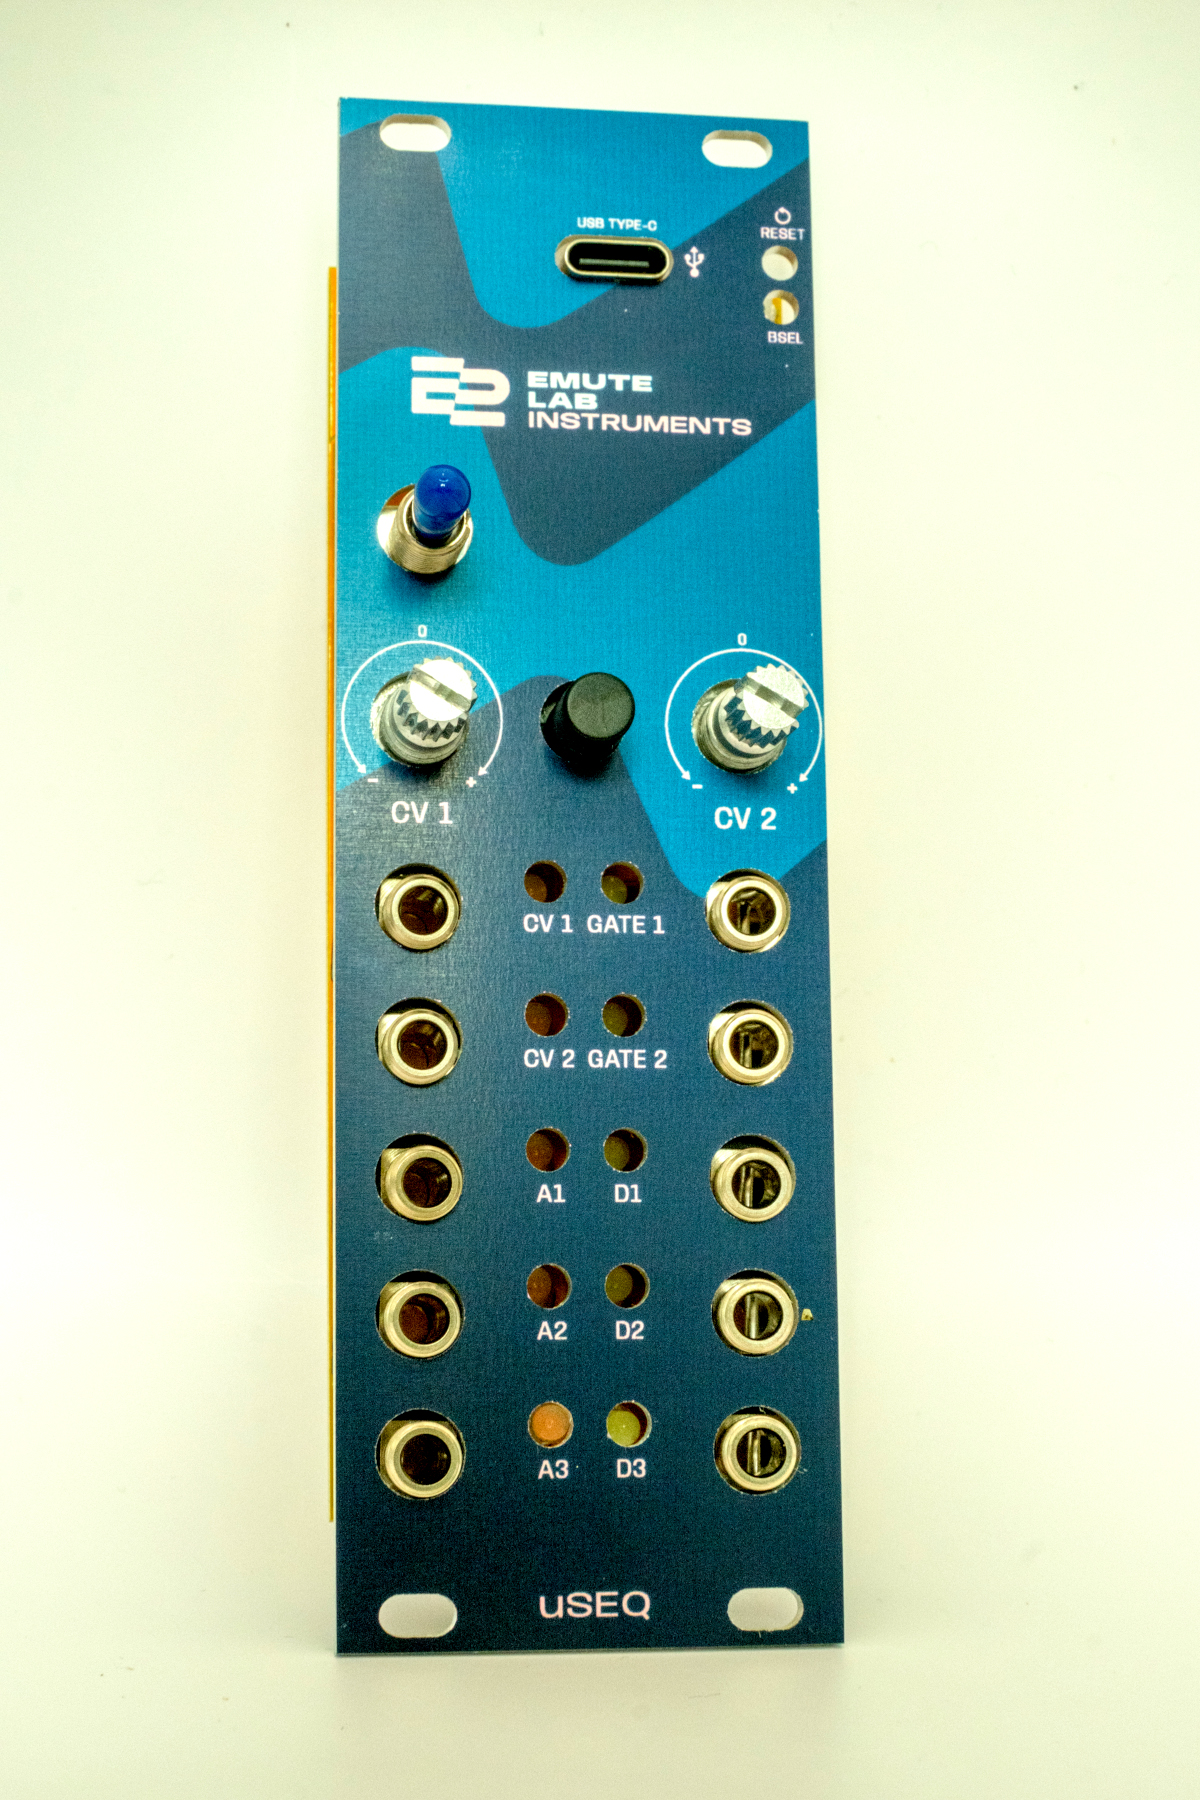 USB TYPE-C
RESET
BSEL
EMUTE
LAB
INSTRUMENTS
0
0
- +
- +
CV 1
CV 2
CV 1 GATE 1
CV 2 GATE 2
A1 D1
A2 D2
A3 D3
uSEQ